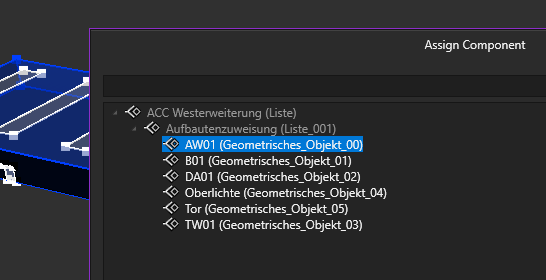 Assign Component
ACC Westerweiterung (Liste)
Aufbautenzuweisung (Liste_001)
AW01 (Geometrisches_Objekt_00)
B01 (Geometrisches_Objekt_01)
DA01 (Geometrisches_Objekt_02)
Oberlichte (Geometrisches_Objekt_04)
Tor (Geometrisches_Objekt_05)
TW01 (Geometrisches_Objekt_03)